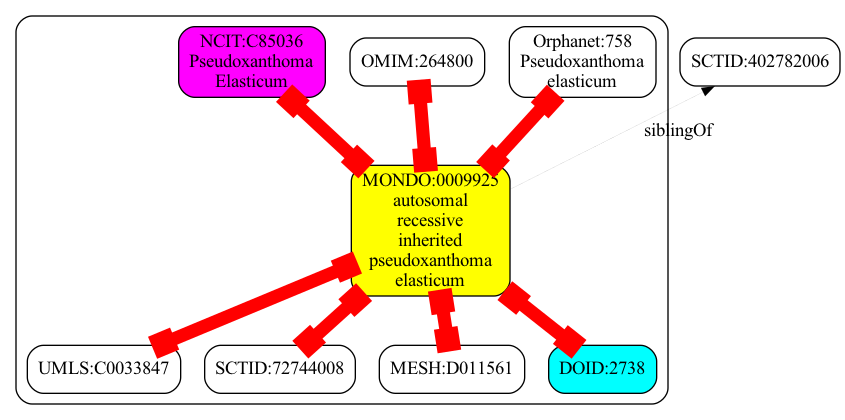 NCIT:C85036
Pseudoxanthoma
Elasticum
OMIM:264800
Orphanet:758
Pseudoxanthoma
elasticum
SCTID:402782006
siblingOf
MONDO:0009925
autosomal
recessive
inherited
pseudoxanthoma
elasticum
UMLS:C0033847
SCTID:72744008
MESH:D011561
DOID:2738